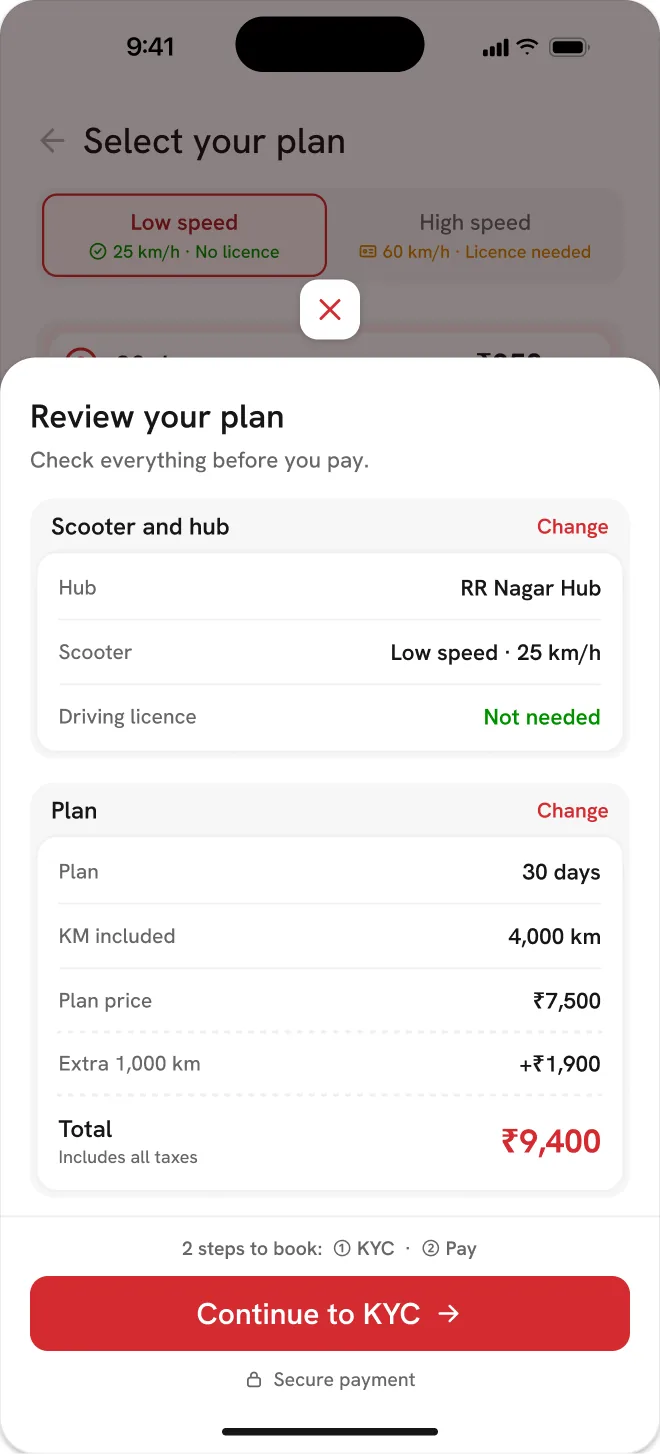 9:41
Select your plan
Low speed
25 km/h · No licence
High speed
60 km/h · Licence needed
Review your plan
Check everything before you pay.
Scooter and hub Change
Hub RR Nagar Hub
Scooter Low speed · 25 km/h
Driving licence Not needed
Plan Change
Plan 30 days
KM included 4,000 km
Plan price ₹7,500
Extra 1,000 km +₹1,900
Total ₹9,400
Includes all taxes
2 steps to book: ① KYC · ② Pay
Continue to KYC →
Secure payment